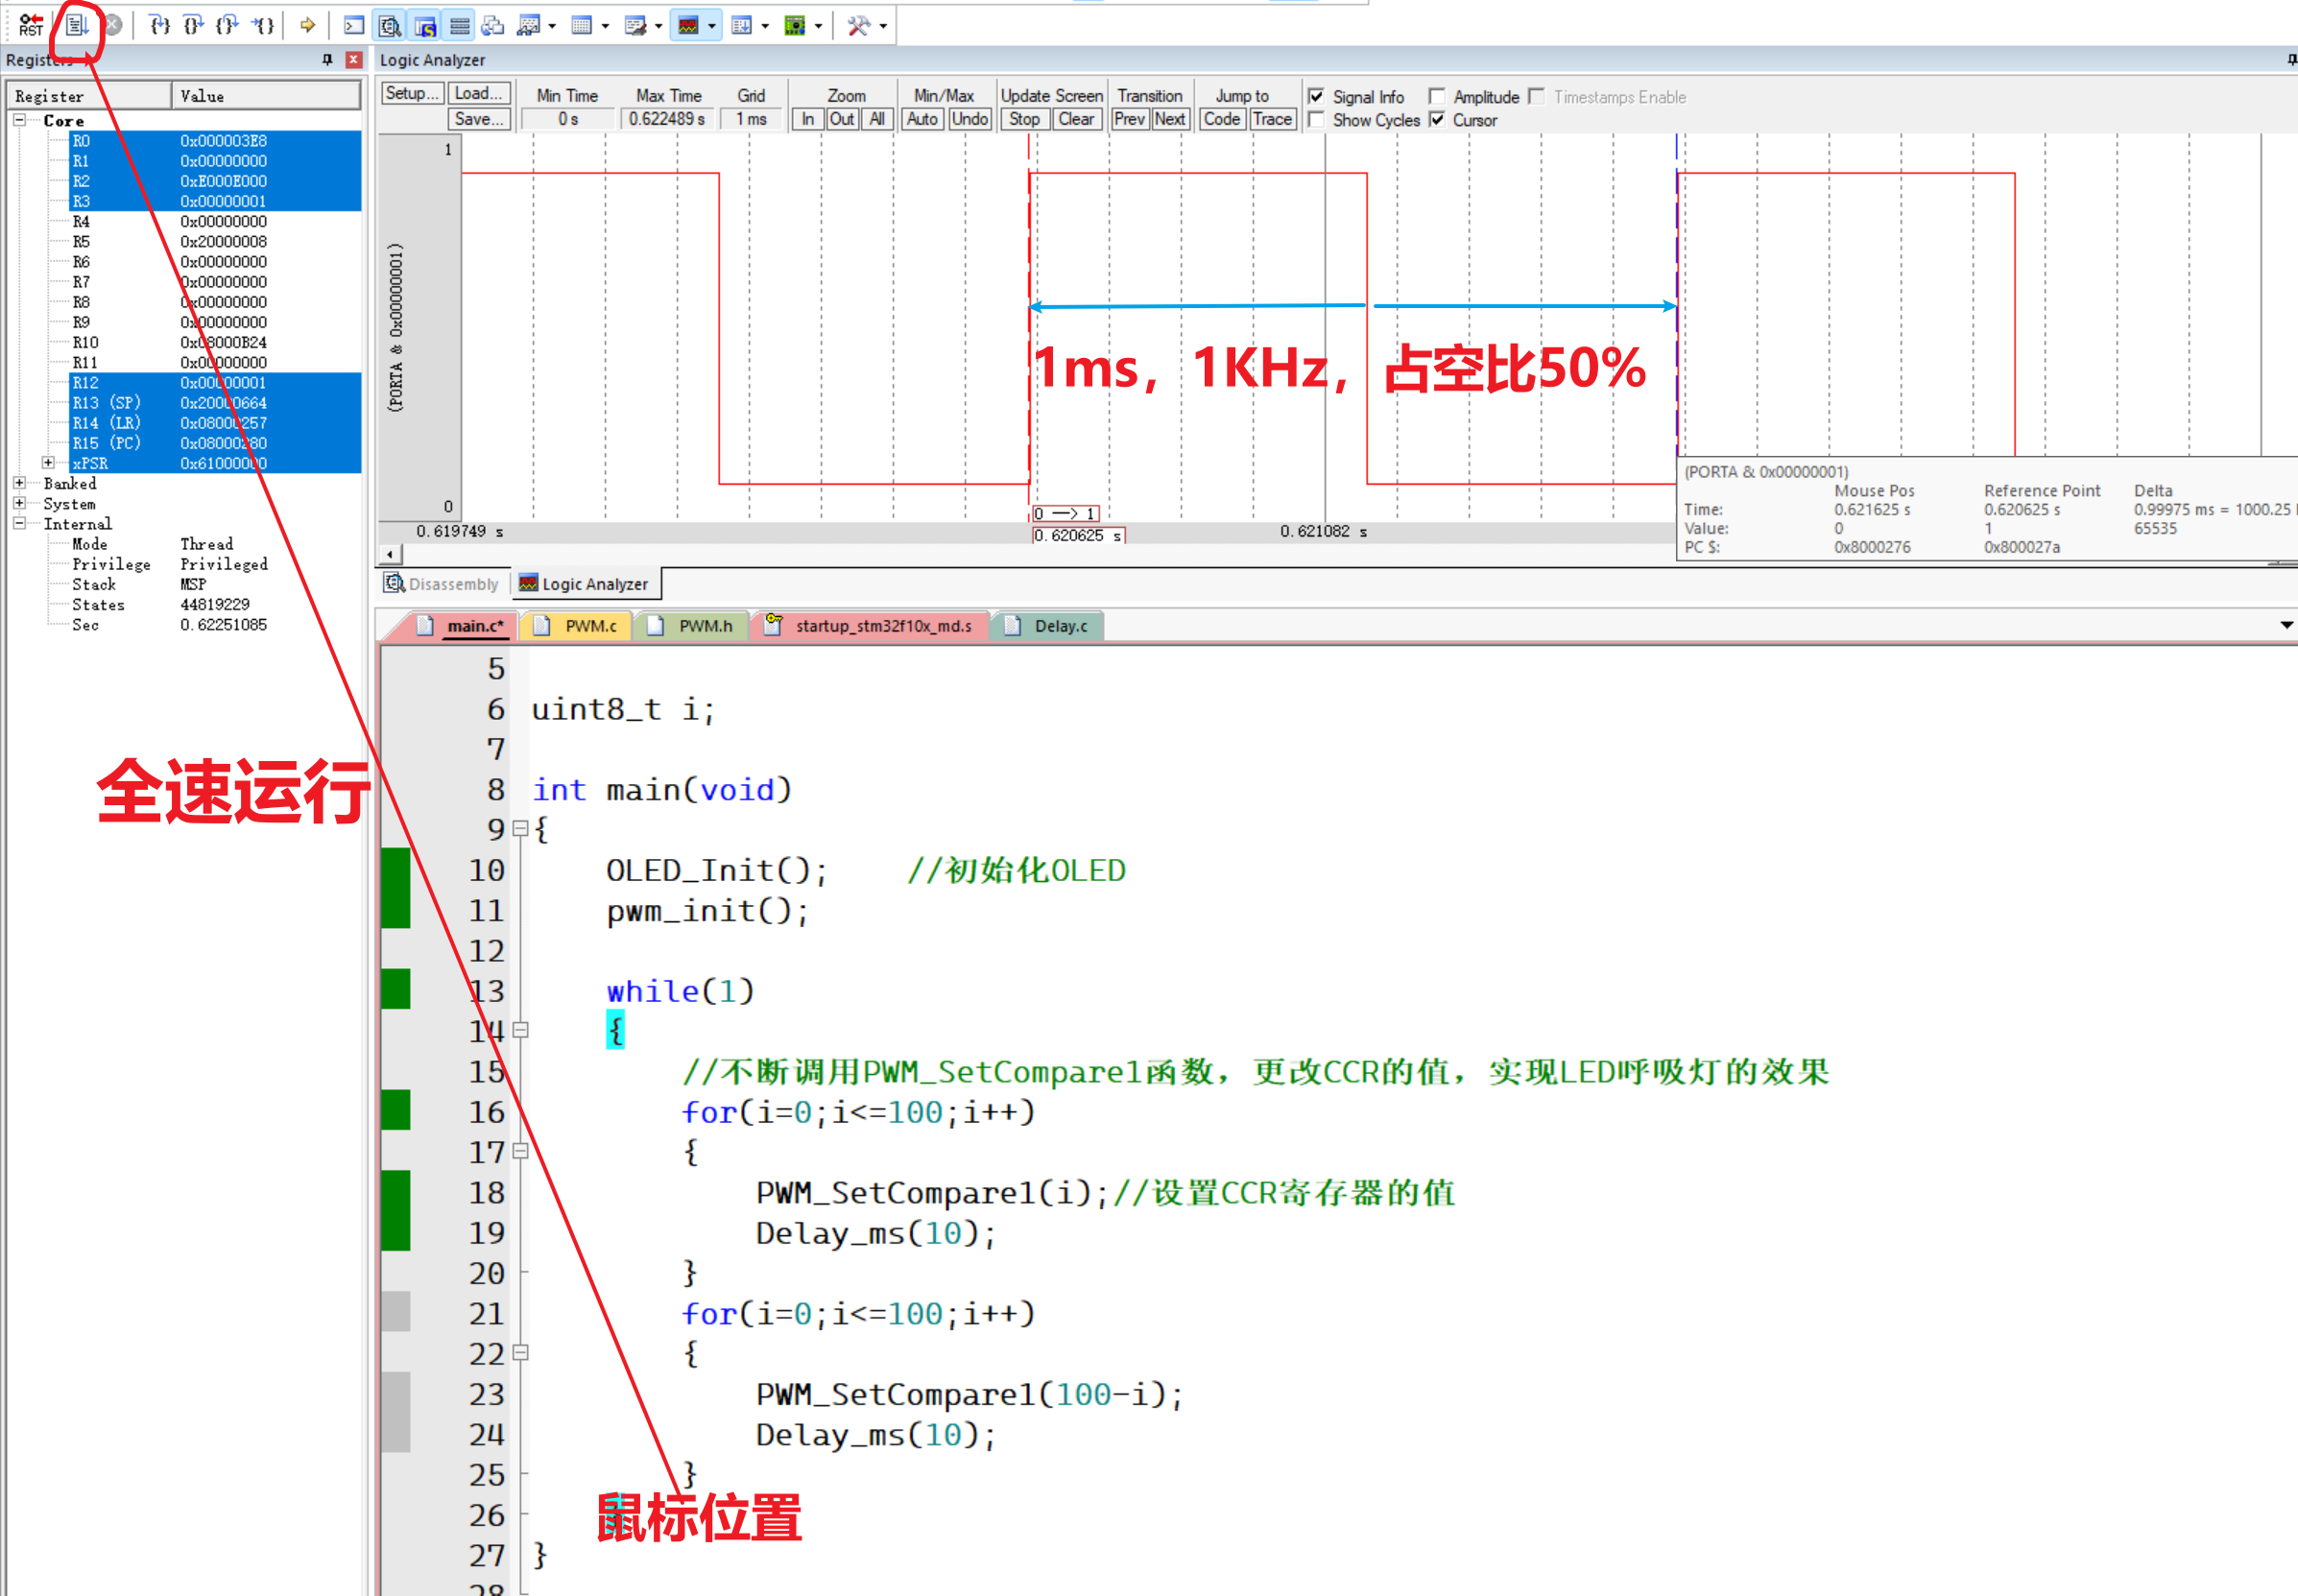 RST
Registers
Register Value
Core
R0 0x000003E8
R1 0x00000000
R2 0xE000E000
R3 0x00000001
R4 0x00000000
R5 0x20000008
R6 0x00000000
R7 0x00000000
R8 0x00000000
R9 0x00000000
R10 0x08000B24
R11 0x00000000
R12 0x00000001
R13 (SP) 0x20000664
R14 (LR) 0x08000257
R15 (PC) 0x08000280
xPSR 0x61000000
Banked
System
Internal
Mode Thread
Privilege Privileged
Stack MSP
States 44819229
Sec 0.62251085
全速运行
Logic Analyzer
Setup... Load... Min Time Max Time Grid Zoom Min/Max Update Screen Transition Jump to Signal Info Amplitude Timestamps Enable
Save... 0 s 0.622489 s 1 ms In Out All Auto Undo Stop Clear Prev Next Code Trace Show Cycles Cursor
1
(PORTA & 0x00000001)
1ms，1KHz，占空比50%
0
0 —> 1
0.619749 s 0.620625 s 0.621082 s
(PORTA & 0x00000001)
Mouse Pos Reference Point Delta
Time: 0.621625 s 0.620625 s 0.99975 ms = 1000.25
Value: 0 1 65535
PC $: 0x8000276 0x800027a
Disassembly Logic Analyzer
main.c* PWM.c PWM.h startup_stm32f10x_md.s Delay.c
5
6 uint8_t i;
7
8 int main(void)
9 {
10 OLED_Init(); //初始化OLED
11 pwm_init();
12
13 while(1)
14 {
15 //不断调用PWM_SetCompare1函数，更改CCR的值，实现LED呼吸灯的效果
16 for(i=0;i<=100;i++)
17 {
18 PWM_SetCompare1(i);//设置CCR寄存器的值
19 Delay_ms(10);
20 }
21 for(i=0;i<=100;i++)
22 {
23 PWM_SetCompare1(100-i);
24 Delay_ms(10);
25 }
26
鼠标位置
27 }
28